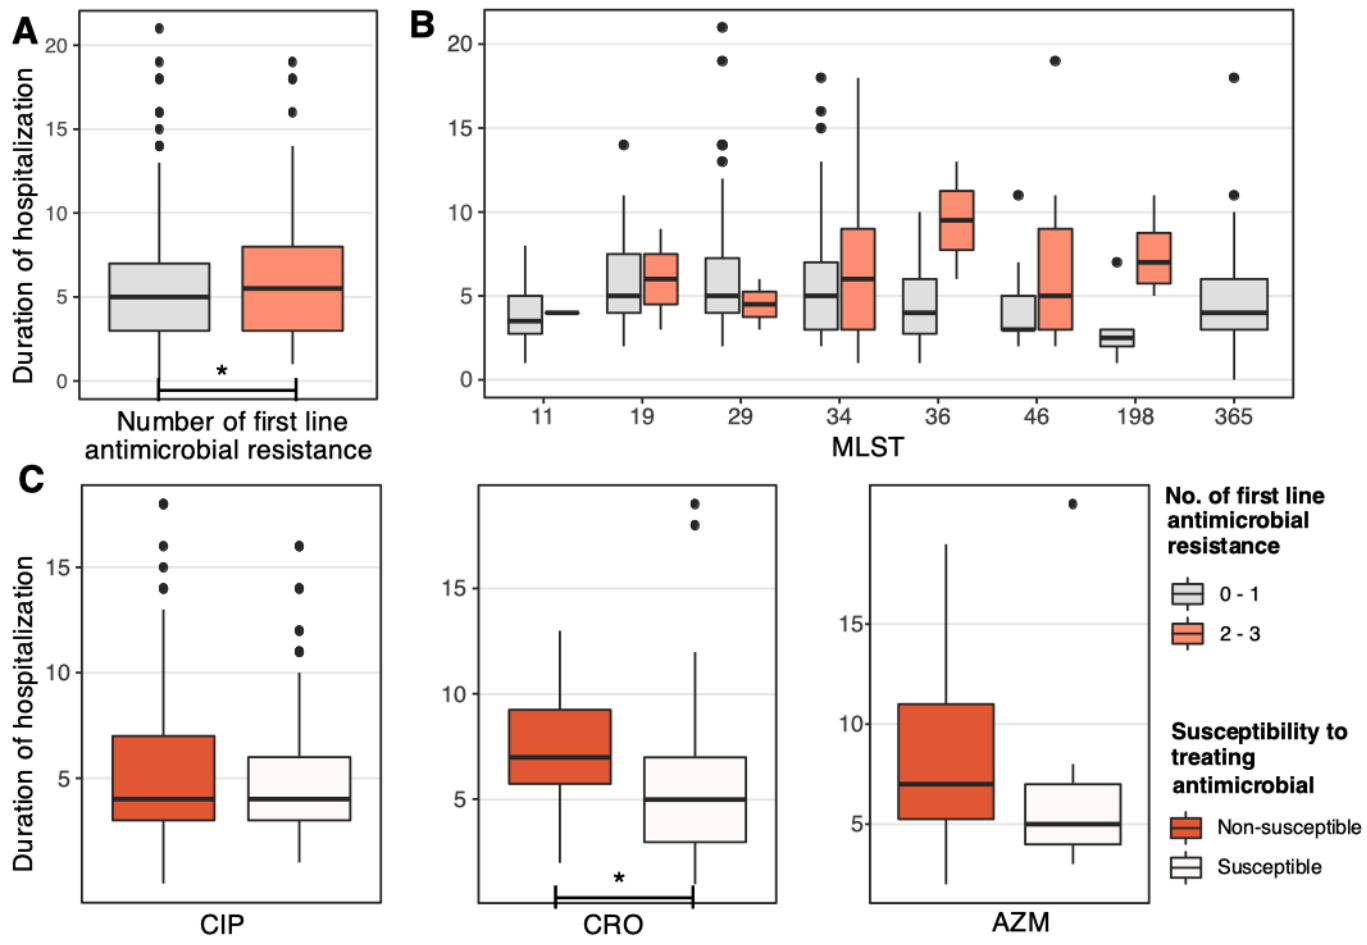 A
Duration of hospitalization
20
15
10
5
0
*
Number of first line
antimicrobial resistance
B
20
15
10
5
0
11 19 29 34 36 46 198 365
MLST
C
Duration of hospitalization
15
10
5
CIP
15
10
5
*
CRO
15
10
5
AZM
No. of first line
antimicrobial
resistance
0 - 1
2 - 3
Susceptibility to
treating
antimicrobial
Non-susceptible
Susceptible